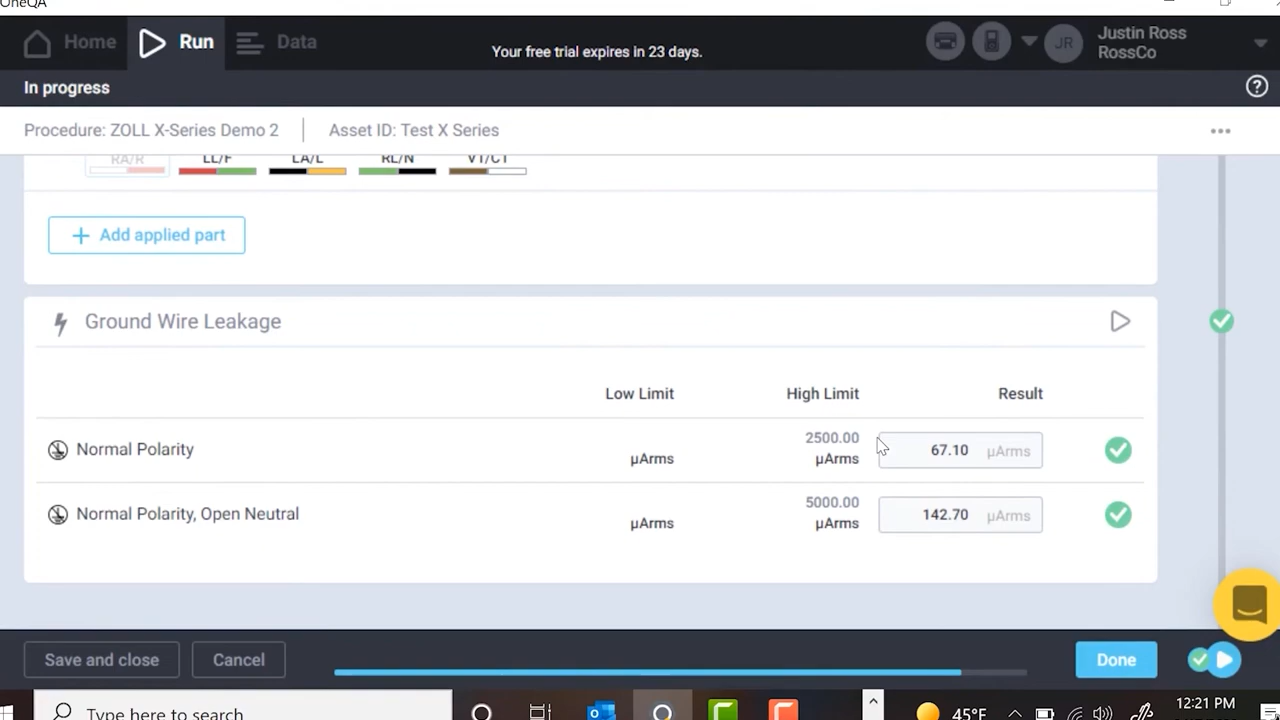 OneQA
Home
Run
Data
Your free trial expires in 23 days.
JR
Justin Ross
RossCo
In progress
Procedure: ZOLL X-Series Demo 2
Asset ID: Test X Series
RA/R
LL/F
LA/L
RL/N
V1/C1
Add applied part
Ground Wire Leakage
Low Limit
High Limit
Result
Normal Polarity
µArms
2500.00
µArms
67.10 µArms
Normal Polarity, Open Neutral
µArms
5000.00
µArms
142.70 µArms
Save and close
Cancel
Done
Type here to search
45°F
12:21 PM